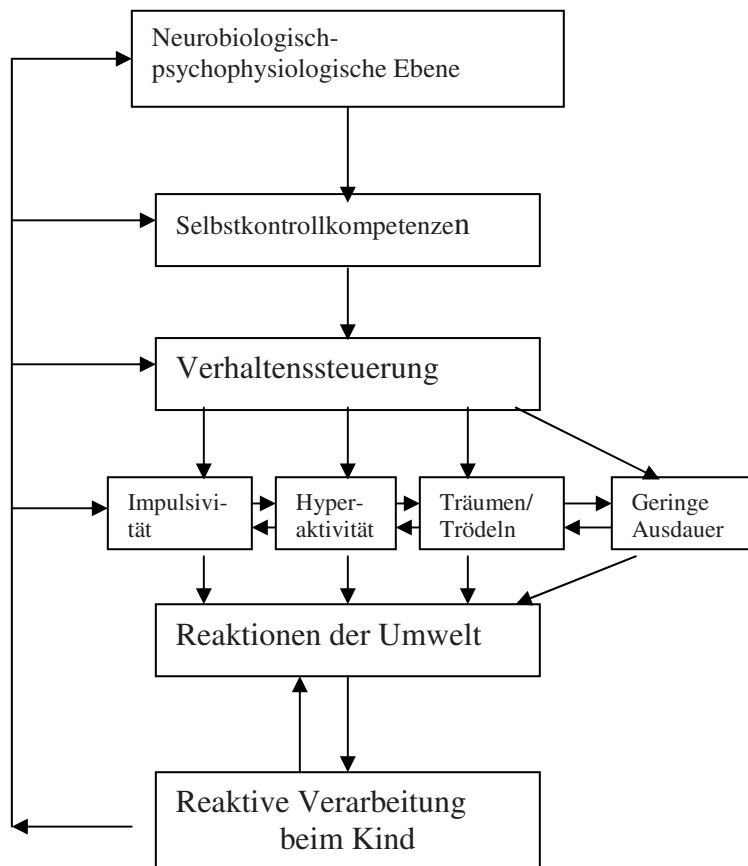 Neurobiologisch-
psychophysiologische Ebene
Selbstkontrollkompetenzen
Verhaltenssteuerung
Impulsivi-
tät
Hyper-
aktivität
Träumen/
Trödeln
Geringe
Ausdauer
Reaktionen der Umwelt
Reaktive Verarbeitung
beim Kind